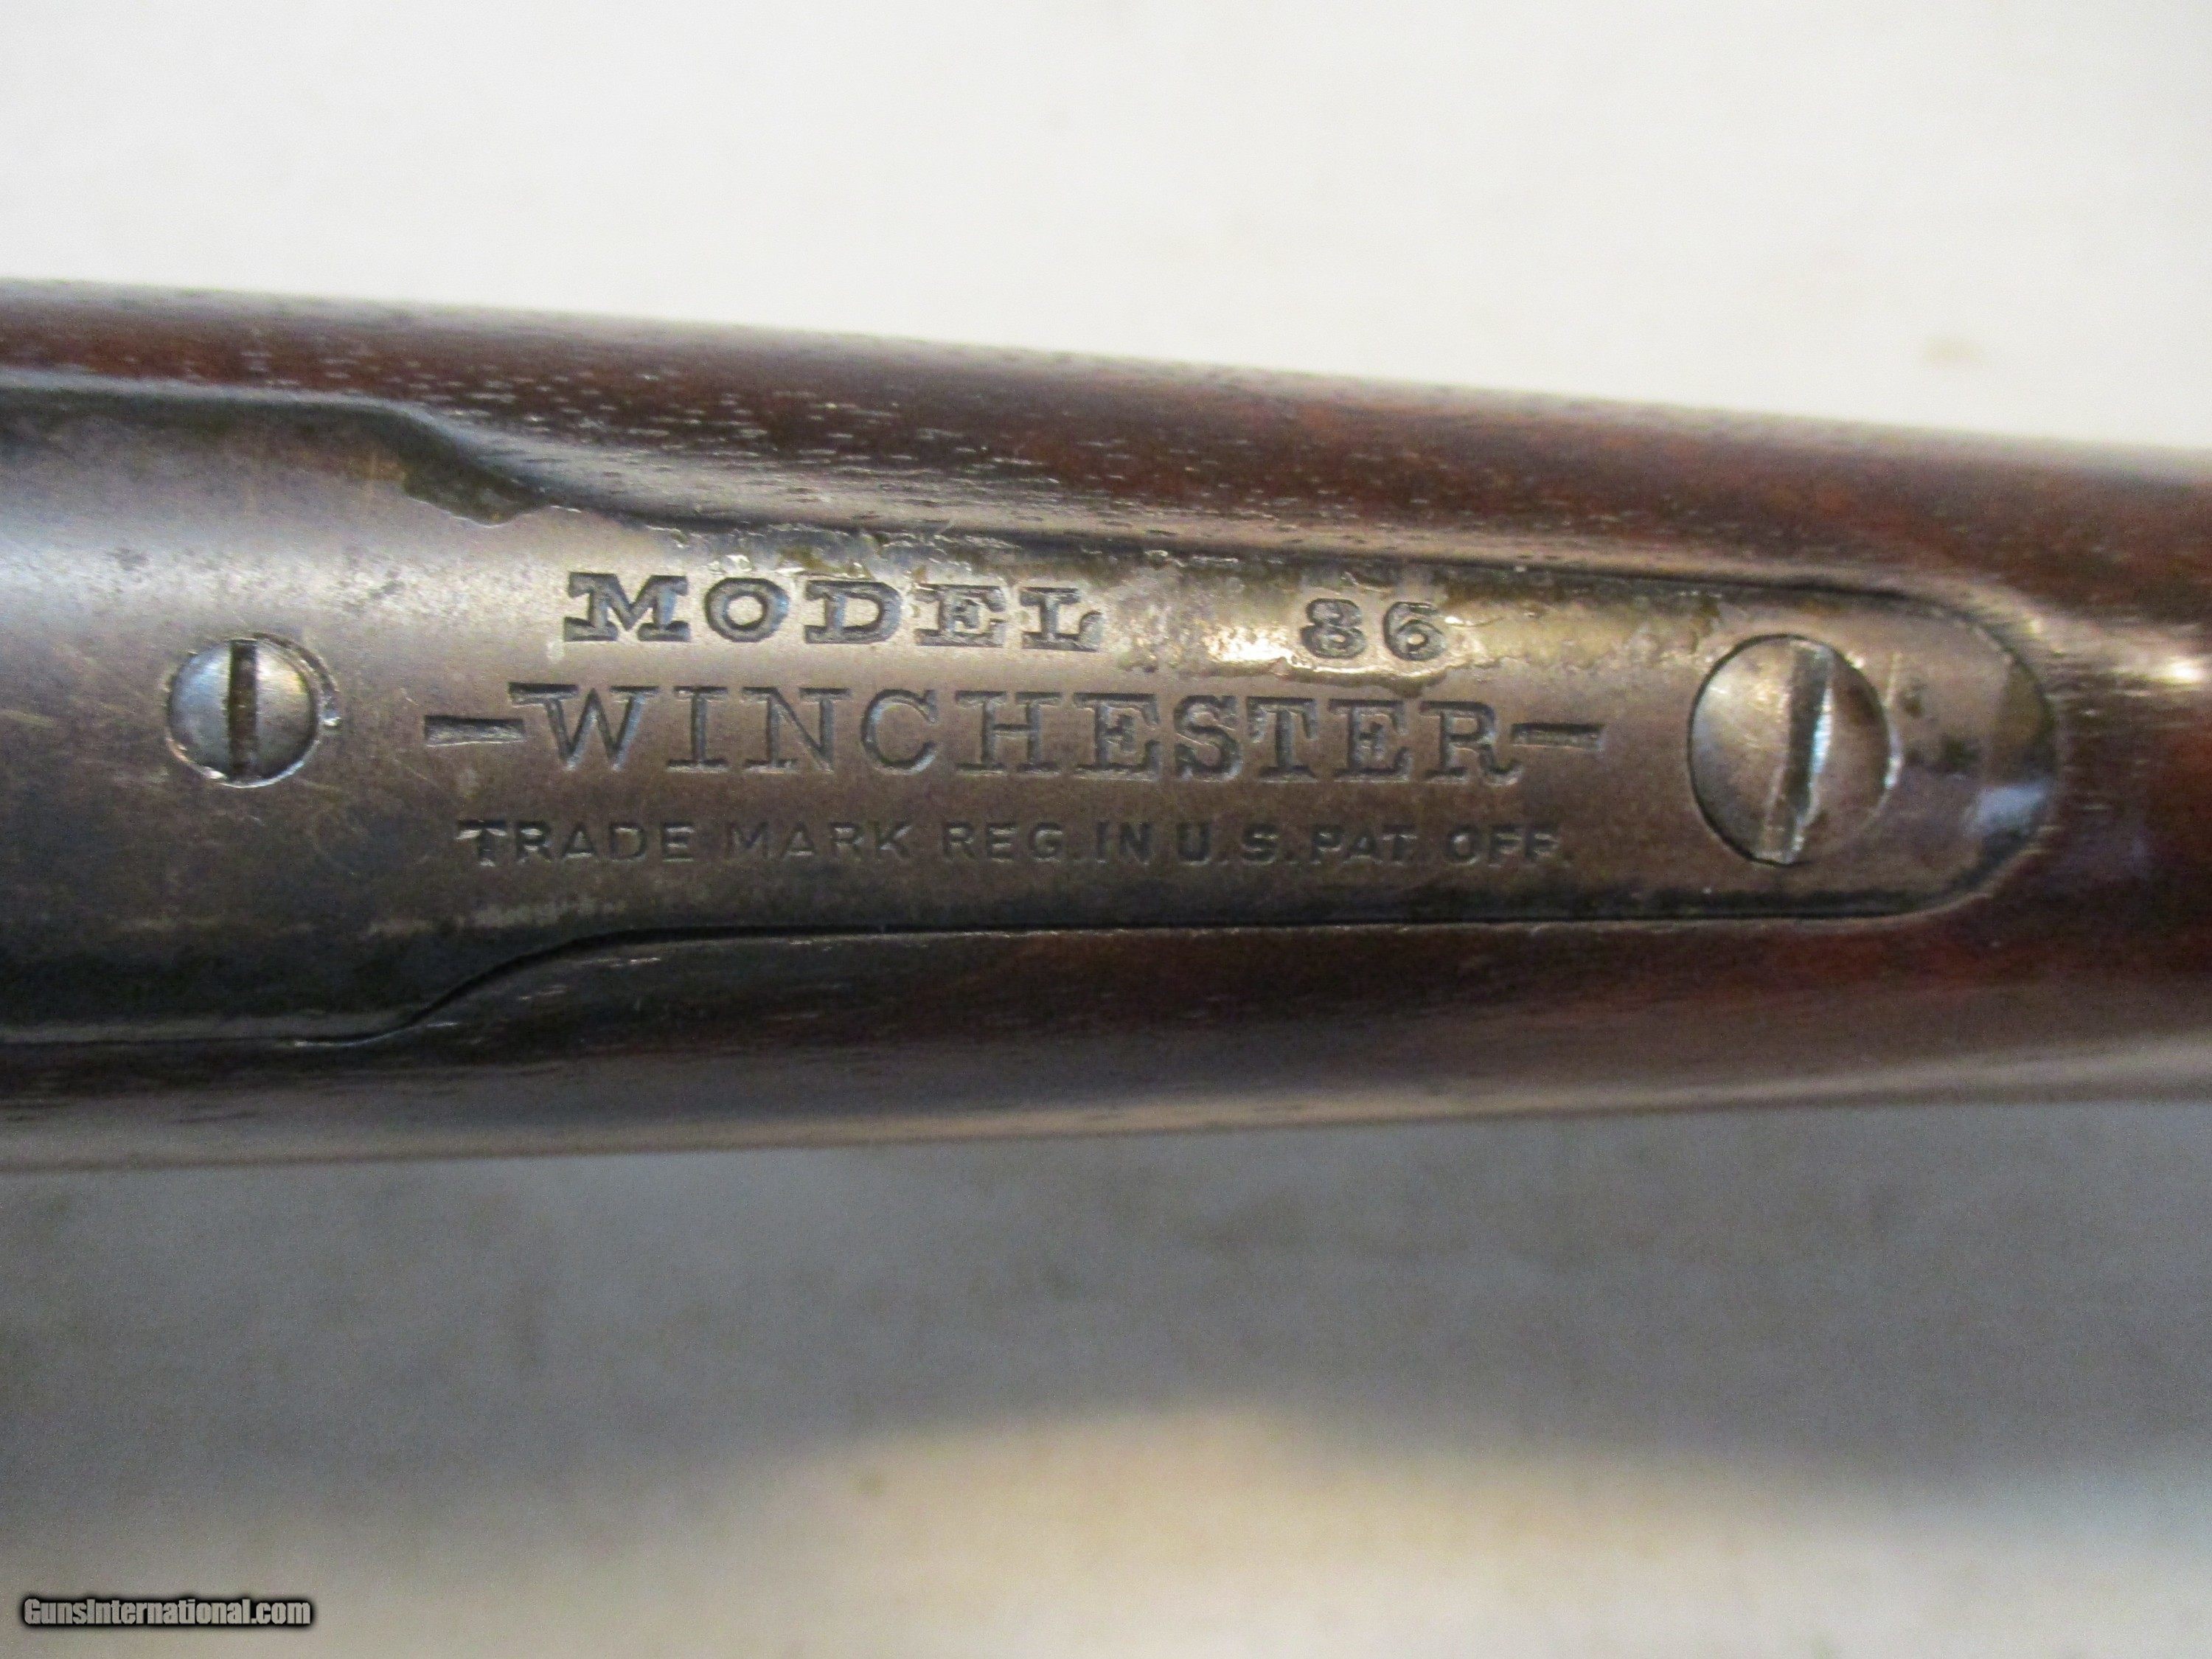 MODEL 86
—WINCHESTER—
TRADE MARK REG. IN U.S. PAT. OFF.
GunsInternational.com